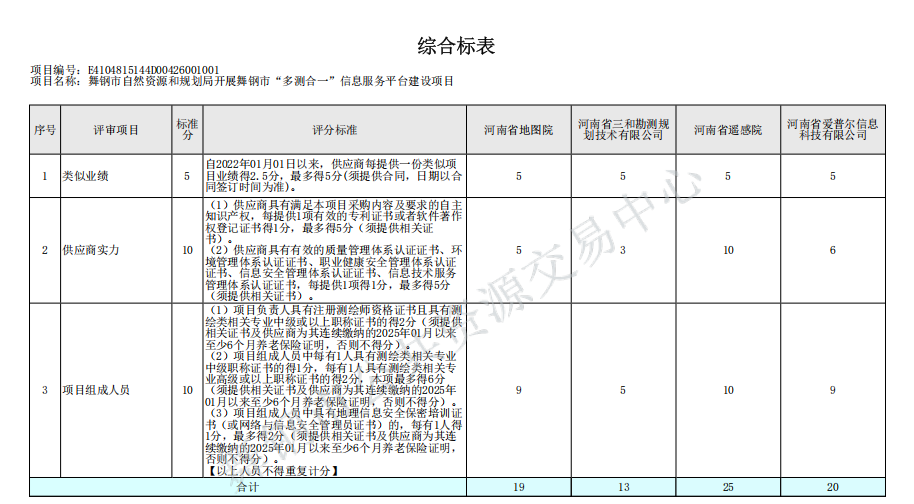 综合标表
项目编号：E4104815144D00426001001
项目名称：舞钢市自然资源和规划局开展舞钢市“多测合一”信息服务平台建设项目
序号 评审项目 标准分 评分标准 河南省地图院 河南省三和勘测规划技术有限公司 河南省遥感院 河南省爱普尔信息科技有限公司
1 类似业绩 5 自2022年01月01日以来，供应商每提供一份类似项
目业绩得2.5分，最多得5分(须提供合同，日期以合
同签订时间为准)。
5 5 5 5
2 供应商实力 10 （1）供应商具有满足本项目采购内容及要求的自主
知识产权，每提供1项有效的专利证书或者软件著作
权登记证书得1分，最多得5分（须提供相关证
书）。
（2）供应商具有有效的质量管理体系认证证书、环
境管理体系认证证书、职业健康安全管理体系认证
证书、信息安全管理体系认证证书、信息技术服务
管理体系认证证书，每提供1项得1分，最多得5分
（须提供相关证书）。
5 3 10 6
3 项目组成人员 10 （1）项目负责人具有注册测绘师资格证书且具有测
绘类相关专业中级或以上职称证书的得2分（须提供
相关证书及供应商为其连续缴纳的2025年01月以来
至少6个月养老保险证明，否则不得分）。
（2）项目组成人员中每有1人具有测绘类相关专业
中级职称证书的得1分，每有1人具有测绘类相关专
业高级或以上职称证书的得2分，本项最多得6分
（须提供相关证书及供应商为其连续缴纳的2025年
01月以来至少6个月养老保险证明，否则不得分）。
（3）项目组成人员中具有地理信息安全保密培训证
书（或网络与信息安全管理员证书）的，每有1人得
1分，最多得2分（须提供相关证书及供应商为其连
续缴纳的2025年01月以来至少6个月养老保险证明，
否则不得分）。
【以上人员不得重复计分】
9 5 10 9
合计 19 13 25 20
资源交易中心